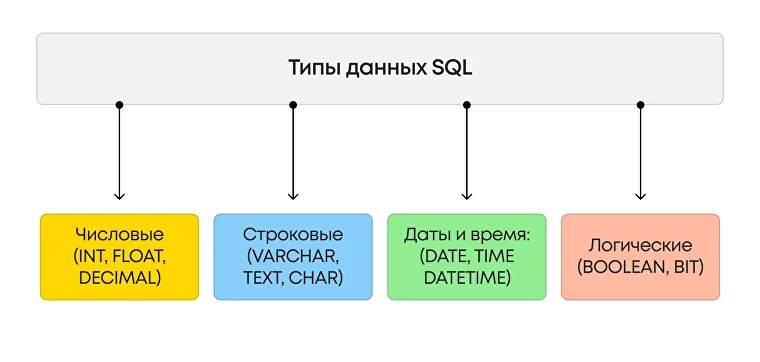 Типы данных SQL
Числовые
(INT, FLOAT,
DECIMAL)
Строковые
(VARCHAR,
TEXT, CHAR)
Даты и время:
(DATE, TIME
DATETIME)
Логические
(BOOLEAN, BIT)